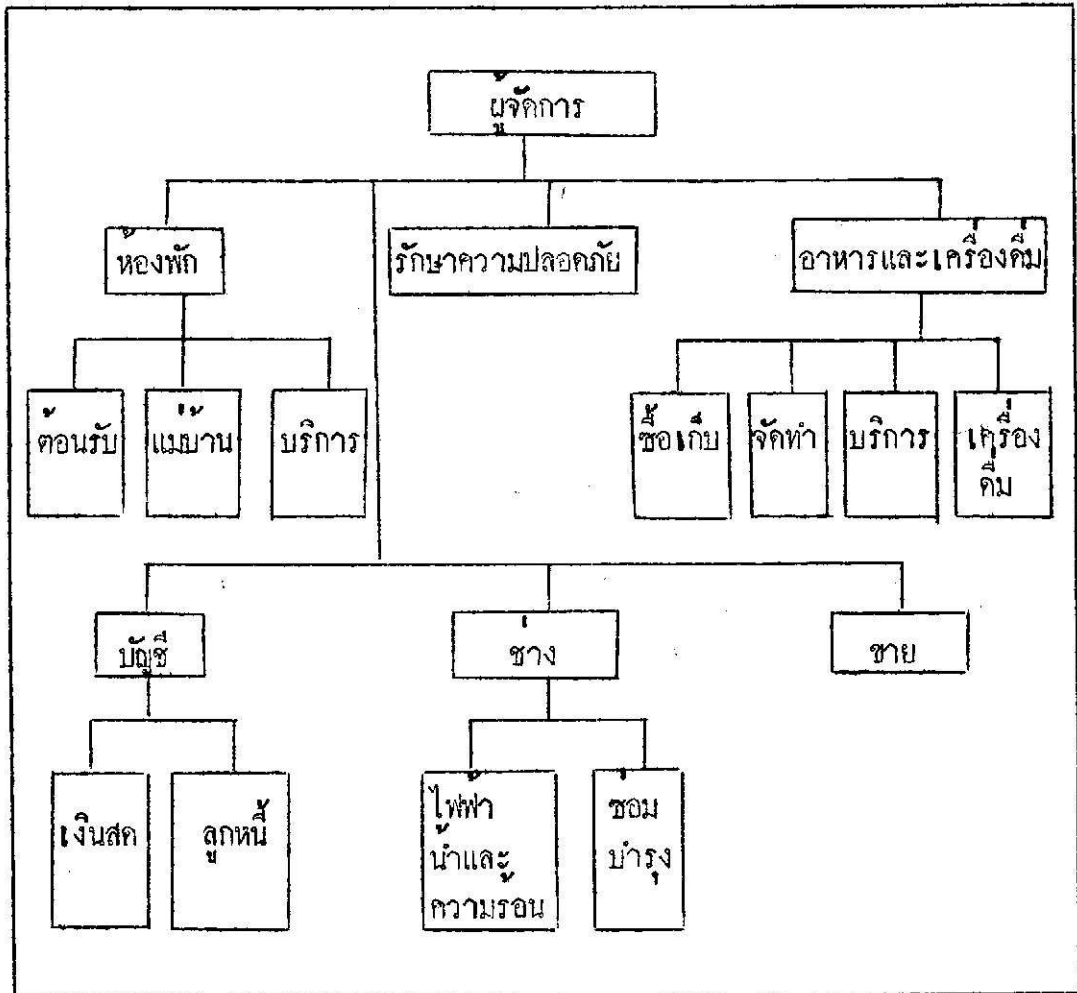 ผู้จัดการ
ห้องพัก
รักษาความปลอดภัย
อาหารและเครื่องดื่ม
ต้อนรับ
แม่บ้าน
บริการ
ซื้อเก็บ
จัดทำ
บริการ
เครื่อง
ดื่ม
บัญชี
ช่าง
ขาย
เงินสด
ลูกหนี้
ไฟฟ้า
น้ำและ
ความร้อน
ซ่อม
บำรุง